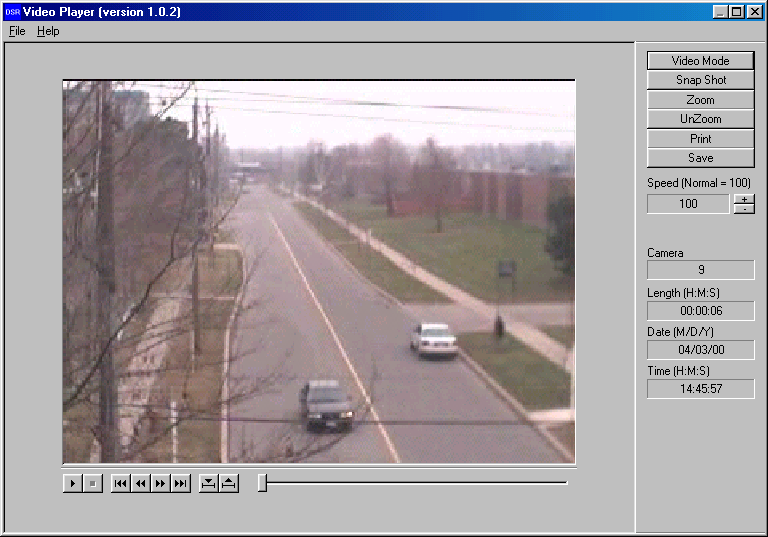 DSR Video Player (version 1.0.2)
File Help
Video Mode
Snap Shot
Zoom
UnZoom
Print
Save
Speed (Normal = 100)
100
+
-
Camera
9
Length (H:M:S)
00:00:06
Date (M/D/Y)
04/03/00
Time (H:M:S)
14:45:57